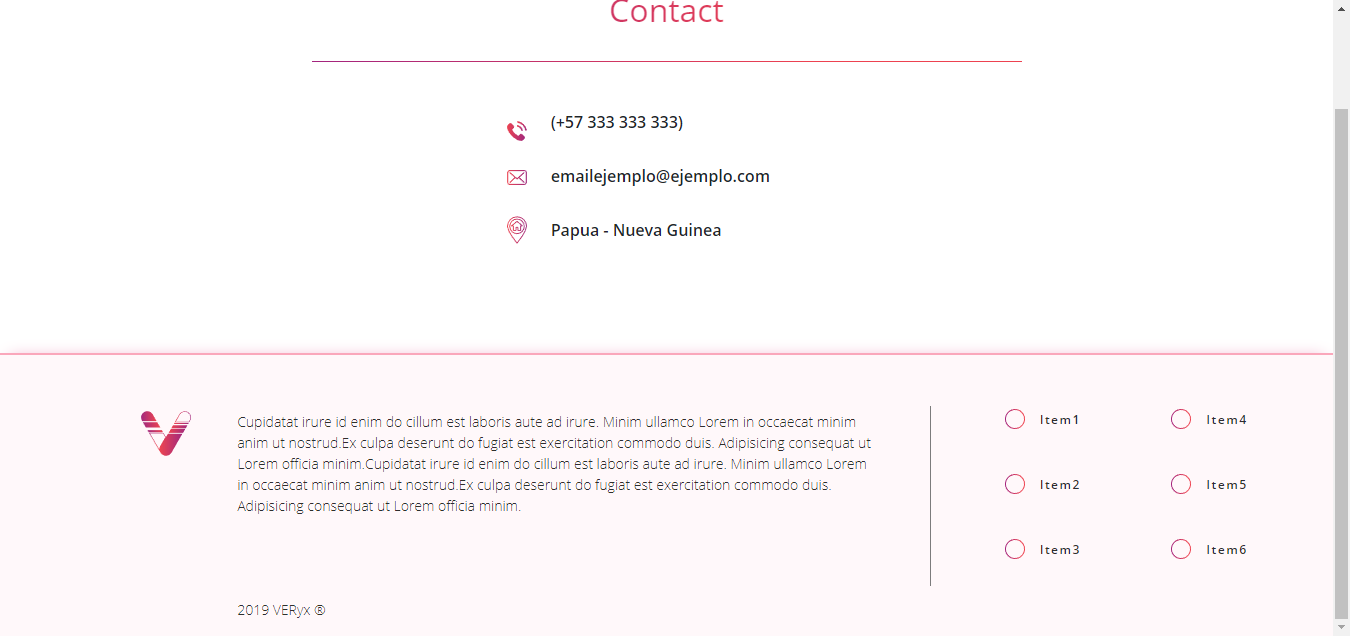 Contact
(+57 333 333 333)
emailejemplo@ejemplo.com
Papua - Nueva Guinea
Cupidatat irure id enim do cillum est laboris aute ad irure. Minim ullamco Lorem in occaecat minim
anim ut nostrud.Ex culpa deserunt do fugiat est exercitation commodo duis. Adipisicing consequat ut
Lorem officia minim.Cupidatat irure id enim do cillum est laboris aute ad irure. Minim ullamco Lorem
in occaecat minim anim ut nostrud.Ex culpa deserunt do fugiat est exercitation commodo duis.
Adipisicing consequat ut Lorem officia minim.
2019 VERyx ®
Item1
Item2
Item3
Item4
Item5
Item6